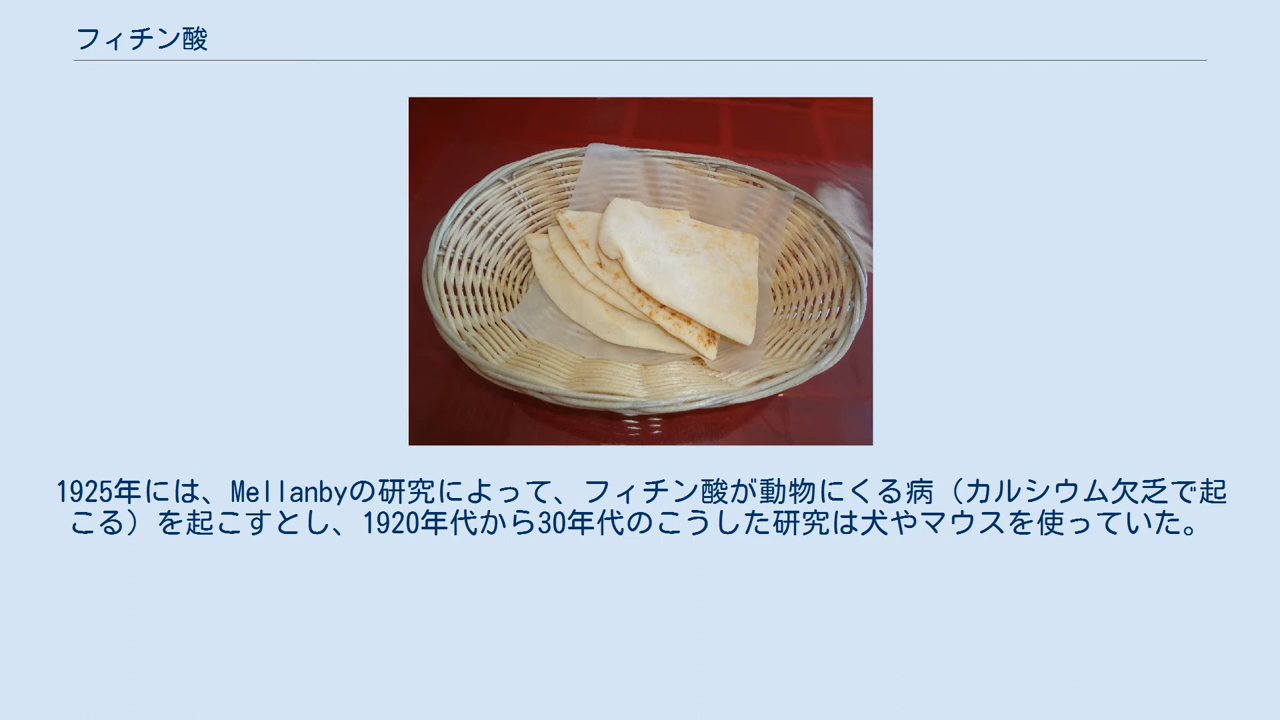 フィチン酸
1925年には、Mellanbyの研究によって、フィチン酸が動物にくる病（カルシウム欠乏で起
こる）を起こすとし、1920年代から30年代のこうした研究は犬やマウスを使っていた。